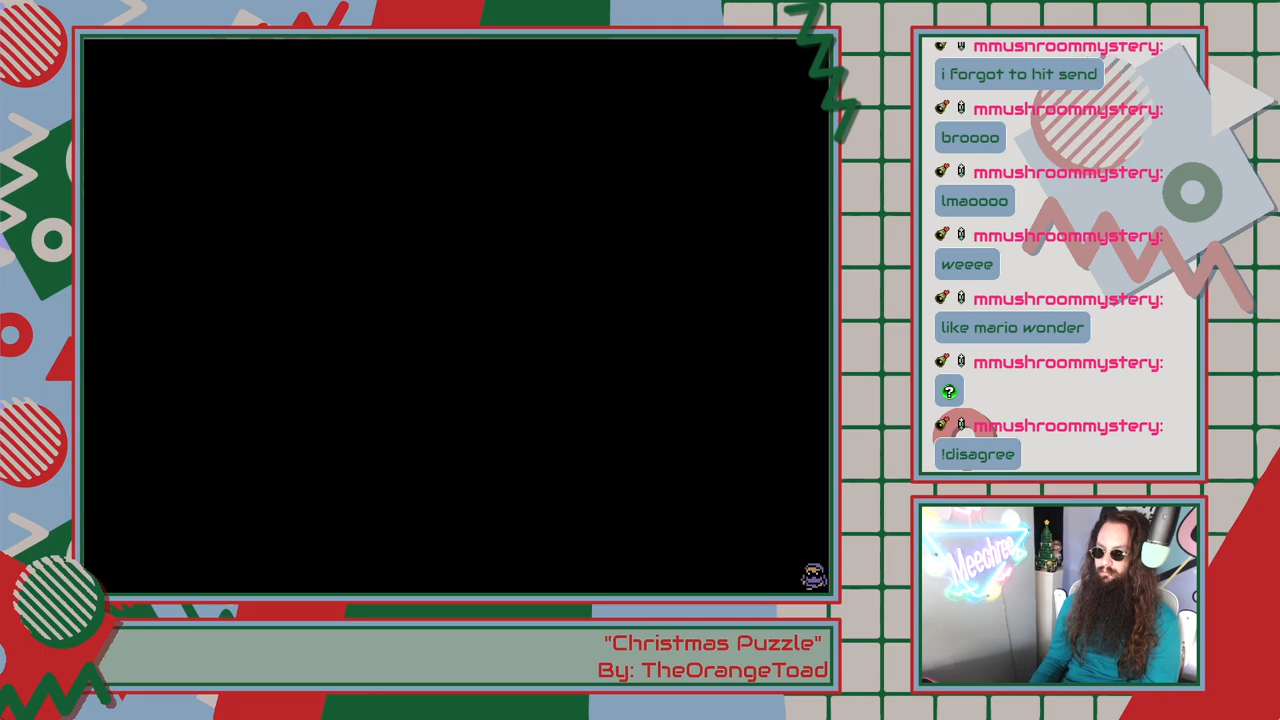 mmushroommystery:
i forgot to hit send
mmushroommystery:
broooo
mmushroommystery:
lmaoooo
mmushroommystery:
weeee
mmushroommystery:
like mario wonder
mmushroommystery:
?
mmushroommystery:
!disagree
Meechree
"Christmas Puzzle"
By: TheOrangeToad